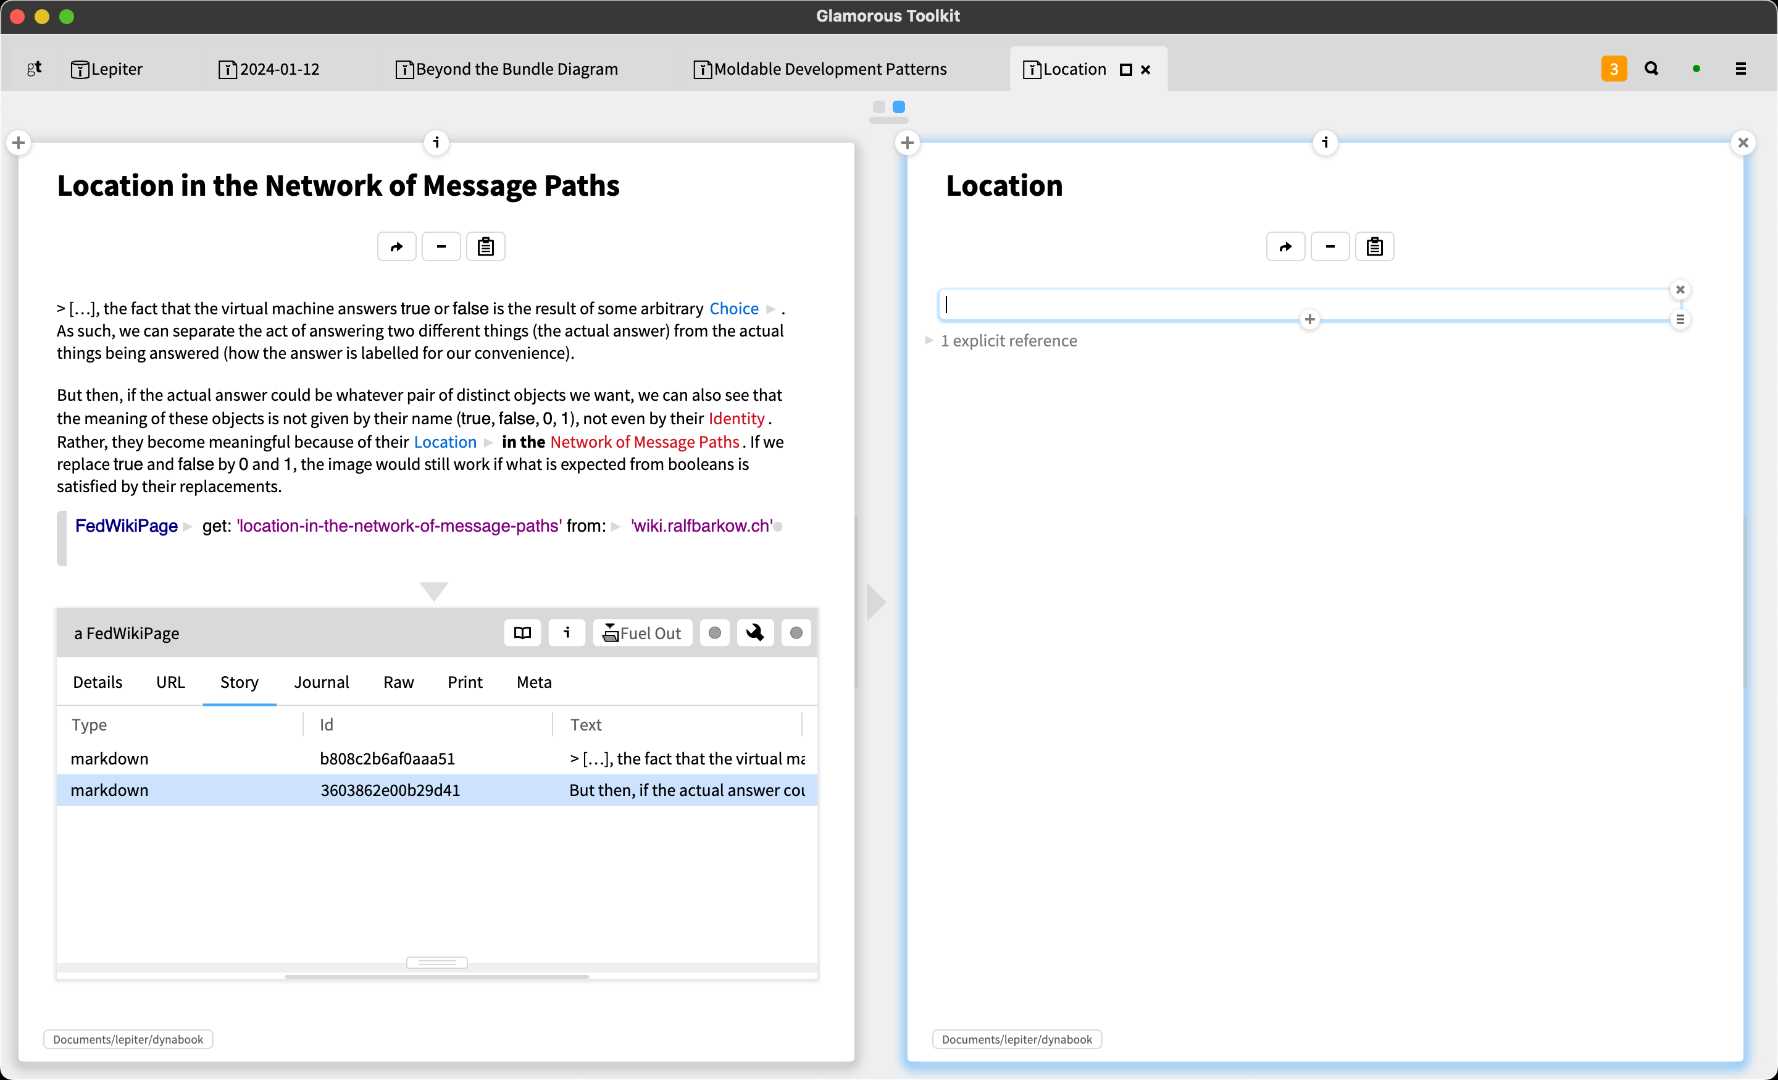 Glamorous Toolkit
gt
Lepiter
2024-01-12
Beyond the Bundle Diagram
Moldable Development Patterns
Location
3
Location in the Network of Message Paths
> […], the fact that the virtual machine answers true or false is the result of some arbitrary Choice .
As such, we can separate the act of answering two different things (the actual answer) from the actual
things being answered (how the answer is labelled for our convenience).
But then, if the actual answer could be whatever pair of distinct objects we want, we can also see that
the meaning of these objects is not given by their name (true, false, 0, 1), not even by their Identity .
Rather, they become meaningful because of their Location in the Network of Message Paths . If we
replace true and false by 0 and 1, the image would still work if what is expected from booleans is
satisfied by their replacements.
FedWikiPage get: 'location-in-the-network-of-message-paths' from: 'wiki.ralfbarkow.ch'
a FedWikiPage
i
Fuel Out
Details URL Story Journal Raw Print Meta
Type Id Text
markdown b808c2b6af0aaa51 > […], the fact that the virtual ma
markdown 3603862e00b29d41 But then, if the actual answer cou
Documents/lepiter/dynabook
Location
1 explicit reference
Documents/lepiter/dynabook